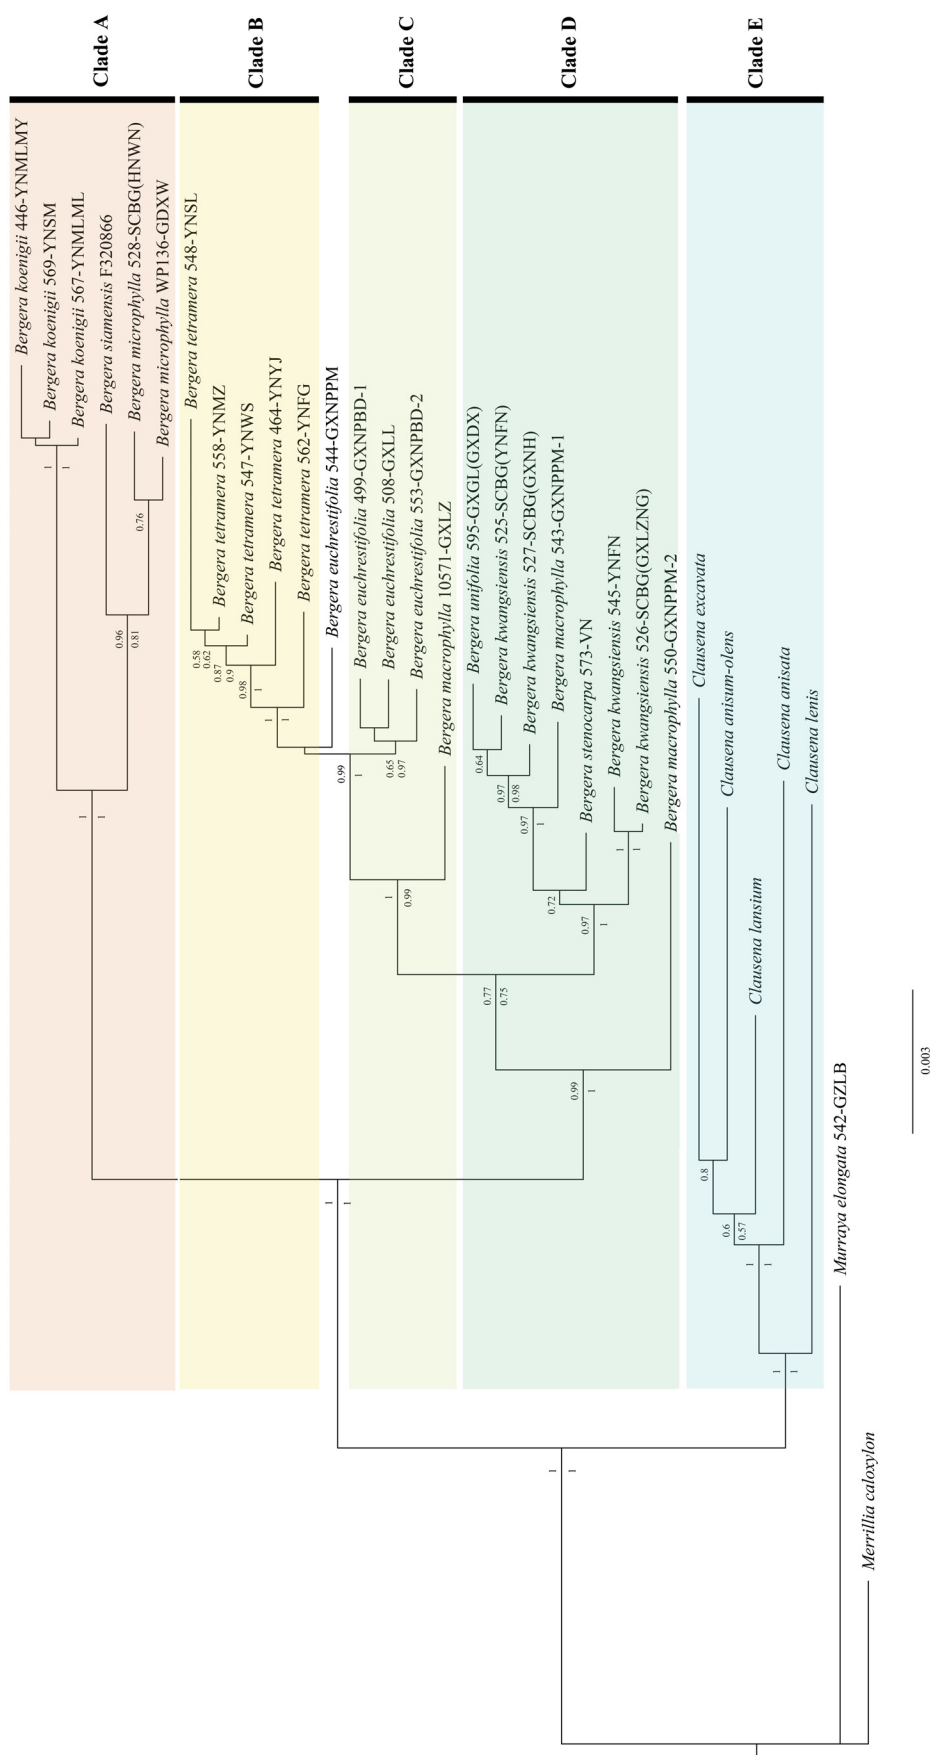 Clade A
Clade B
Clade C
Clade D
Clade E
Bergera koenigii 446-YNMLMY
Bergera koenigii 569-YNSM
Bergera koenigii 567-YNMLML
Bergera siamensis F320866
Bergera microphylla 528-SCBG(HNWN)
Bergera microphylla WP136-GDXW
Bergera tetramera 548-YNSL
Bergera tetramera 558-YNMZ
Bergera tetramera 547-YNWS
Bergera tetramera 464-YNYJ
Bergera tetramera 562-YNFG
Bergera euchrestifolia 544-GXNPPM
Bergera euchrestifolia 499-GXNPBD-1
Bergera euchrestifolia 508-GXLL
Bergera euchrestifolia 553-GXNPBD-2
Bergera macrophylla 10571-GXLZ
Bergera unifolia 595-GXGL(GXDX)
Bergera kwangsiensis 525-SCBG(YNFN)
Bergera kwangsiensis 527-SCBG(GXNH)
Bergera macrophylla 543-GXNPPM-1
Bergera stenocarpa 573-VN
Bergera kwangsiensis 545-YNFN
Bergera kwangsiensis 526-SCBG(GXLZNG)
Bergera macrophylla 550-GXNPPM-2
Clausena excavata
Clausena anisum-olens
Clausena lansium
Clausena anisata
Clausena lenis
Murraya elongata 542-GZLB
Merrillia caloxylon
1
1
0.76
0.96
0.81
1
1
0.58
0.62
0.87
0.9
0.98
1
1
1
0.99
1
0.65
0.97
1
0.99
0.64
0.97
0.98
0.97
1
0.72
1
1
0.97
1
0.77
0.75
0.99
1
1
1
0.8
0.6
0.57
1
1
1
1
1
1
0.003